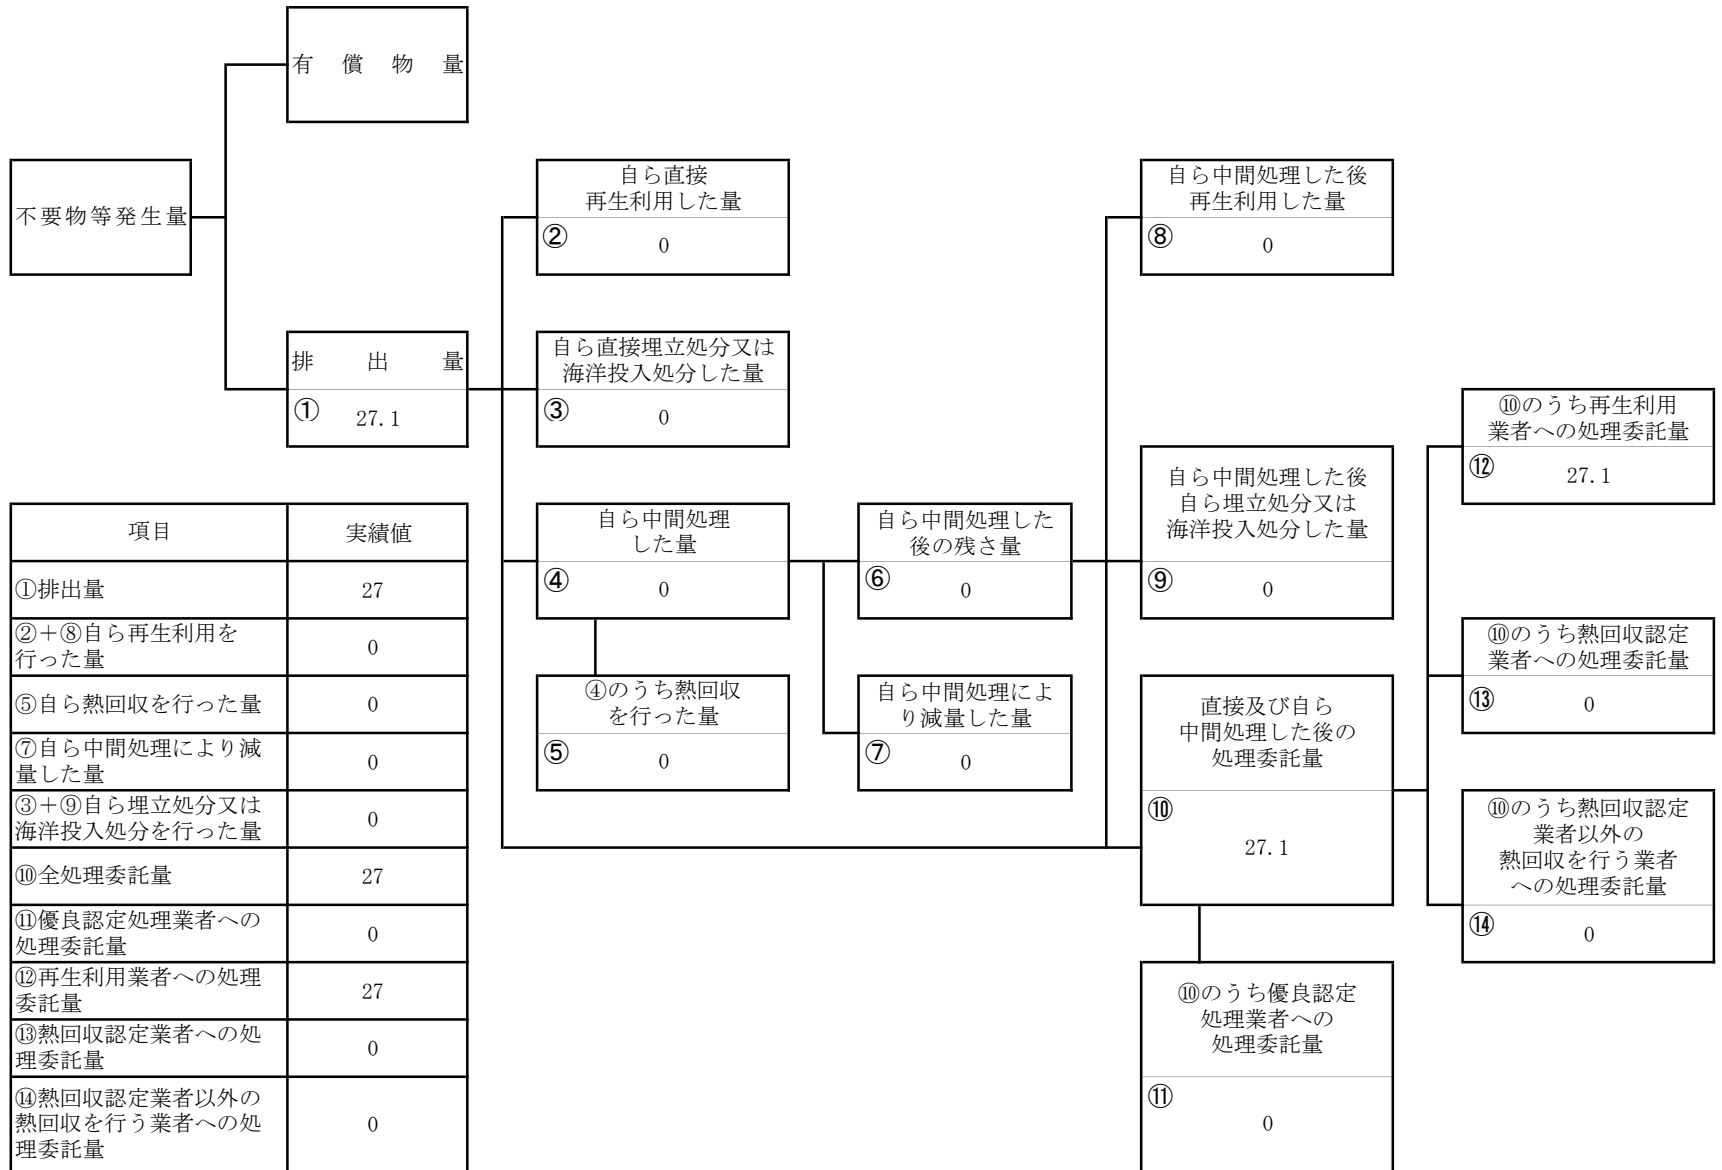 有償物量
不要物等発生量
排出量
① 27.1
自ら直接
再生利用した量
② 0
自ら直接埋立処分又は
海洋投入処分した量
③ 0
自ら中間処理
した量
④ 0
④のうち熱回収
を行った量
⑤ 0
自ら中間処理した
後の残さ量
⑥ 0
自ら中間処理によ
り減量した量
⑦ 0
自ら中間処理した後
再生利用した量
⑧ 0
自ら中間処理した後
自ら埋立処分又は
海洋投入処分した量
⑨ 0
直接及び自ら
中間処理した後の
処理委託量
⑩
27.1
⑩のうち優良認定
処理業者への
処理委託量
⑪
0
⑩のうち再生利用
業者への処理委託量
⑫ 27.1
⑩のうち熱回収認定
業者への処理委託量
⑬ 0
⑩のうち熱回収認定
業者以外の
熱回収を行う業者
への処理委託量
⑭ 0
項目 実績値
①排出量 27
②+⑧自ら再生利用を
行った量 0
⑤自ら熱回収を行った量 0
⑦自ら中間処理により減
量した量 0
③+⑨自ら埋立処分又は
海洋投入処分を行った量 0
⑩全処理委託量 27
⑪優良認定処理業者への
処理委託量 0
⑫再生利用業者への処理
委託量 27
⑬熱回収認定業者への処
理委託量 0
⑭熱回収認定業者以外の
熱回収を行う業者への処
理委託量 0